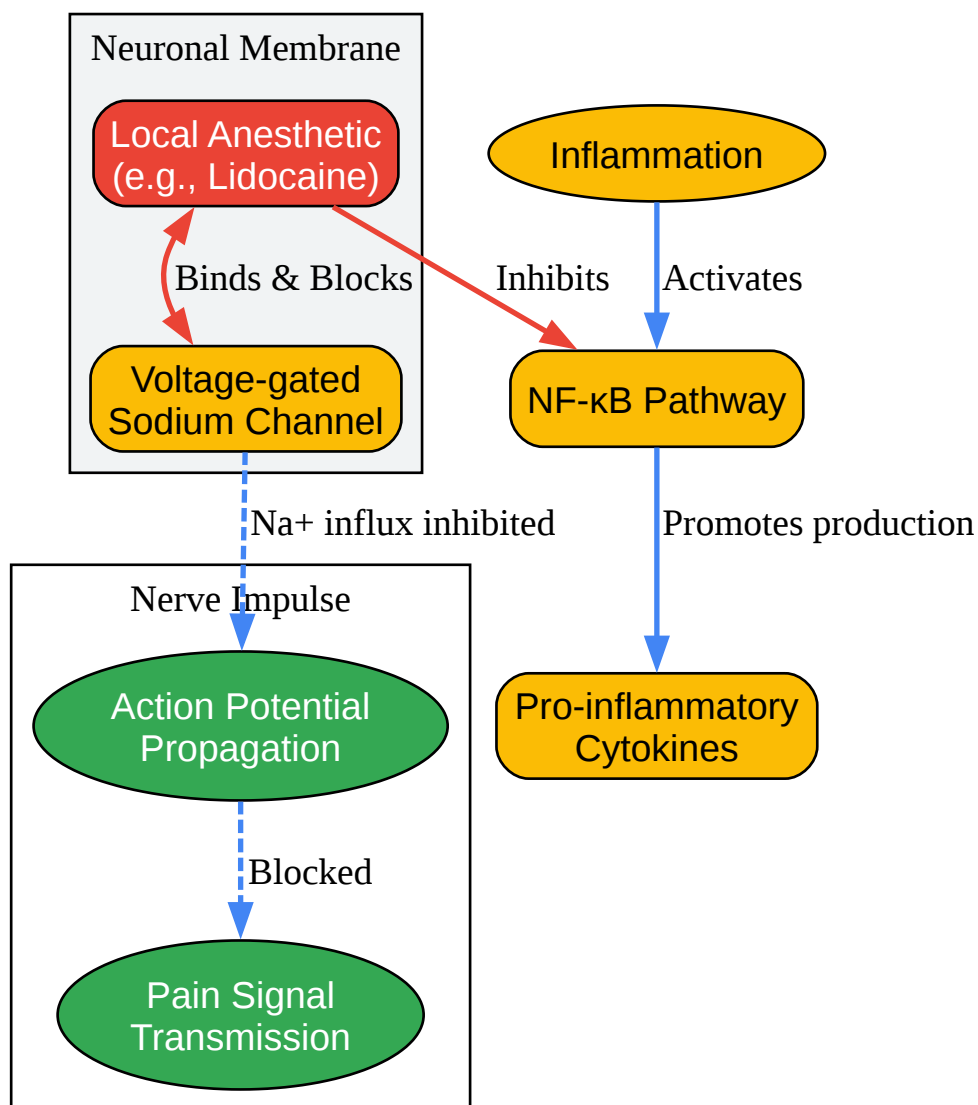 Neuronal Membrane
Local Anesthetic
(e.g., Lidocaine)
Inflammation
Binds & Blocks
Inhibits
Activates
Voltage-gated
Sodium Channel
NF-κB Pathway
Na+ influx inhibited
Promotes production
Nerve Impulse
Action Potential
Propagation
Pro-inflammatory
Cytokines
Blocked
Pain Signal
Transmission